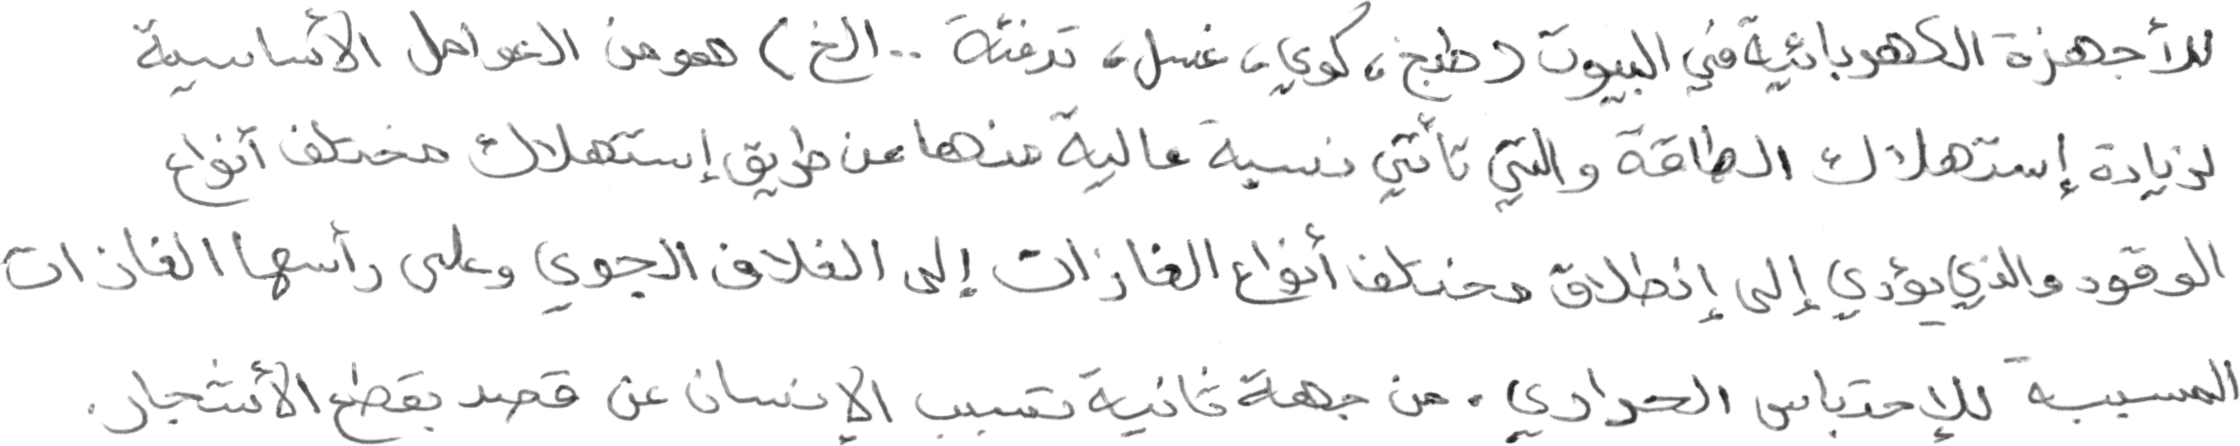 للأجهزة الكهربائية في البيوت (طبخ، كوي، غسل، تدفئة ..الخ) هو من العوامل الأساسية
لزيادة إستهلاك الطاقة والتي تأتي نسبة عالية منها عن طريق إستهلاك مختلف أنواع
الوقود والذي يؤدي إلى إنطلاق مختلف أنواع الغازات إلى الغلاف الجوي وعلى رأسها الغازات
المسببة للإحتباس الحراري. من جهة ثانية تسبب الإنسان عن قصد بقطع الأشجار.